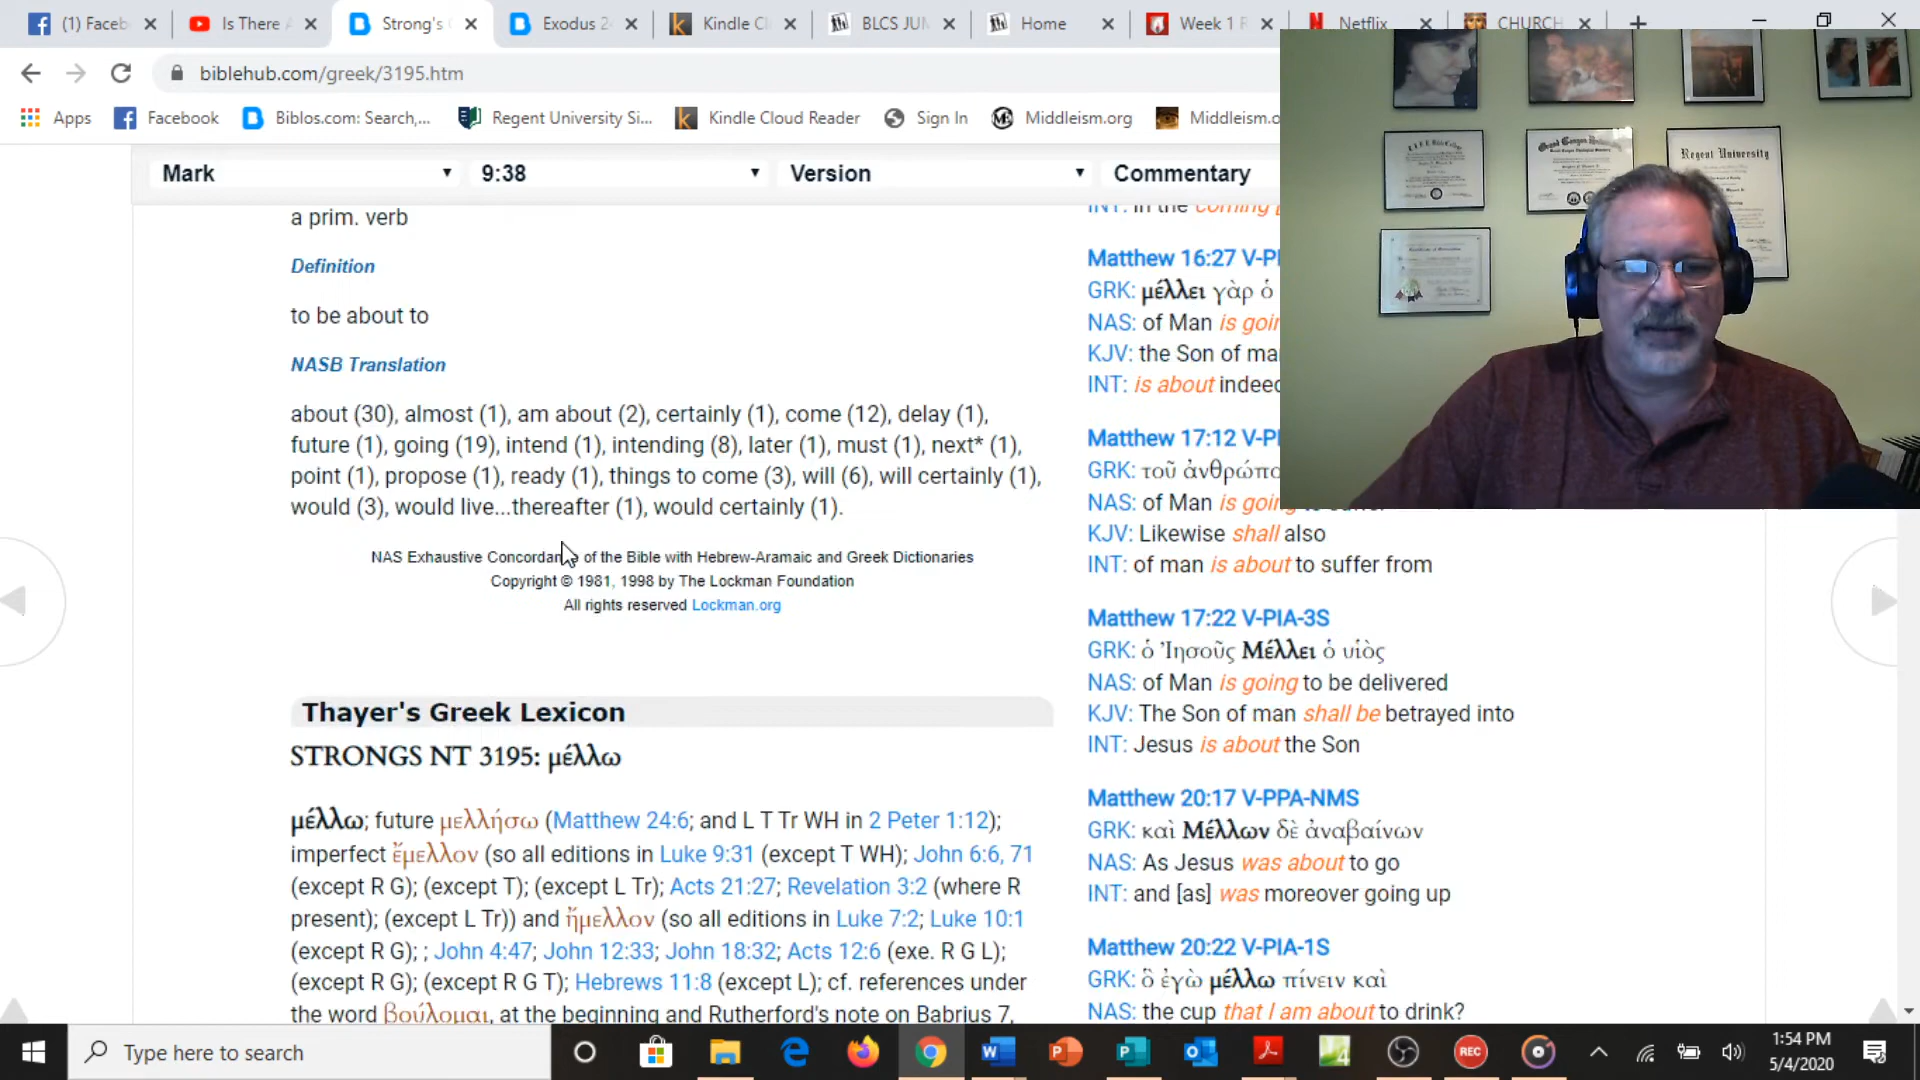 (1) Faceb
Is There
Strong's
Exodus 2
Kindle Cl
BLCS JUN
Home
Week 1 R
Netflix
CHURCH
biblehub.com/greek/3195.htm
Apps
Facebook
Biblos.com: Search,...
Regent University Si...
Kindle Cloud Reader
Sign In
Middleism.org
Middleism.o
Mark
9:38
Version
Commentary
a prim. verb
Definition
to be about to
NASB Translation
about (30), almost (1), am about (2), certainly (1), come (12), delay (1),
future (1), going (19), intend (1), intending (8), later (1), must (1), next* (1),
point (1), propose (1), ready (1), things to come (3), will (6), will certainly (1),
would (3), would live...thereafter (1), would certainly (1).
NAS Exhaustive Concordance of the Bible with Hebrew-Aramaic and Greek Dictionaries
Copyright © 1981, 1998 by The Lockman Foundation
All rights reserved Lockman.org
Thayer's Greek Lexicon
STRONGS NT 3195: μέλλω
μέλλω; future μελλήσω (Matthew 24:6; and L T Tr WH in 2 Peter 1:12);
imperfect ἔμελλον (so all editions in Luke 9:31 (except T WH); John 6:6, 71
(except R G); (except T); (except L Tr); Acts 21:27; Revelation 3:2 (where R
present); (except L Tr)) and ἤμελλον (so all editions in Luke 7:2; Luke 10:1
(except R G); ; John 4:47; John 12:33; John 18:32; Acts 12:6 (exe. R G L);
(except R G); (except R G T); Hebrews 11:8 (except L); cf. references under
the word βούλομαι, at the beginning and Rutherford's note on Babrius 7,
INT: in the coming
Matthew 16:27 V-PI
GRK: μέλλει γὰρ ὁ
NAS: of Man is goin
KJV: the Son of ma
INT: is about indeed
Matthew 17:12 V-PI
GRK: τοῦ ἀνθρώπο
NAS: of Man is going to suffer
KJV: Likewise shall also
INT: of man is about to suffer from
Matthew 17:22 V-PIA-3S
GRK: ὁ Ἰησοῦς Μέλλει ὁ υἱὸς
NAS: of Man is going to be delivered
KJV: The Son of man shall be betrayed into
INT: Jesus is about the Son
Matthew 20:17 V-PPA-NMS
GRK: καὶ Μέλλων δὲ ἀναβαίνων
NAS: As Jesus was about to go
INT: and [as] was moreover going up
Matthew 20:22 V-PIA-1S
GRK: ὃ ἐγὼ μέλλω πίνειν καὶ
NAS: the cup that I am about to drink?
Regent University
Type here to search
REC
1:54 PM
5/4/2020